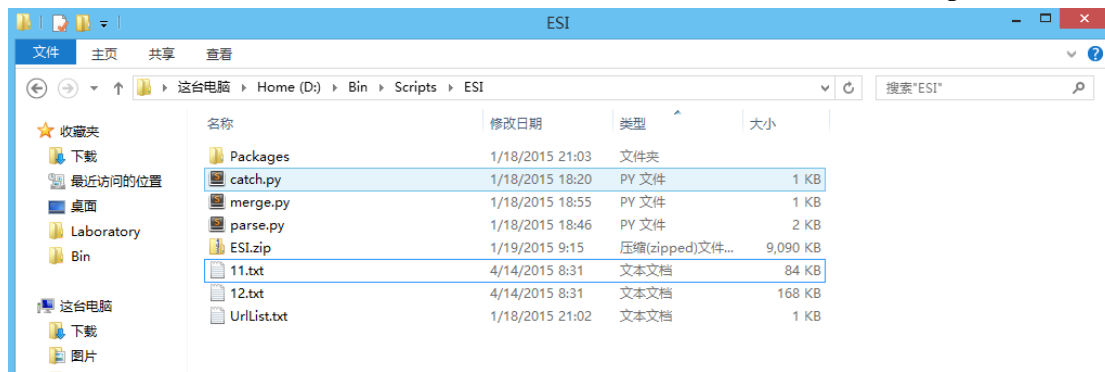 ESI
文件 主页 共享 查看
这台电脑 Home (D:) Bin Scripts ESI 搜索"ESI"
名称 修改日期 类型 大小
收藏夹
下载
最近访问的位置
桌面
Laboratory
Bin
这台电脑
下载
图片
Packages 1/18/2015 21:03 文件夹
catch.py 1/18/2015 18:20 PY 文件 1 KB
merge.py 1/18/2015 18:55 PY 文件 1 KB
parse.py 1/18/2015 18:46 PY 文件 2 KB
ESI.zip 1/19/2015 9:15 压缩(zipped)文件... 9,090 KB
11.txt 4/14/2015 8:31 文本文档 84 KB
12.txt 4/14/2015 8:31 文本文档 168 KB
UrlList.txt 1/18/2015 21:02 文本文档 1 KB